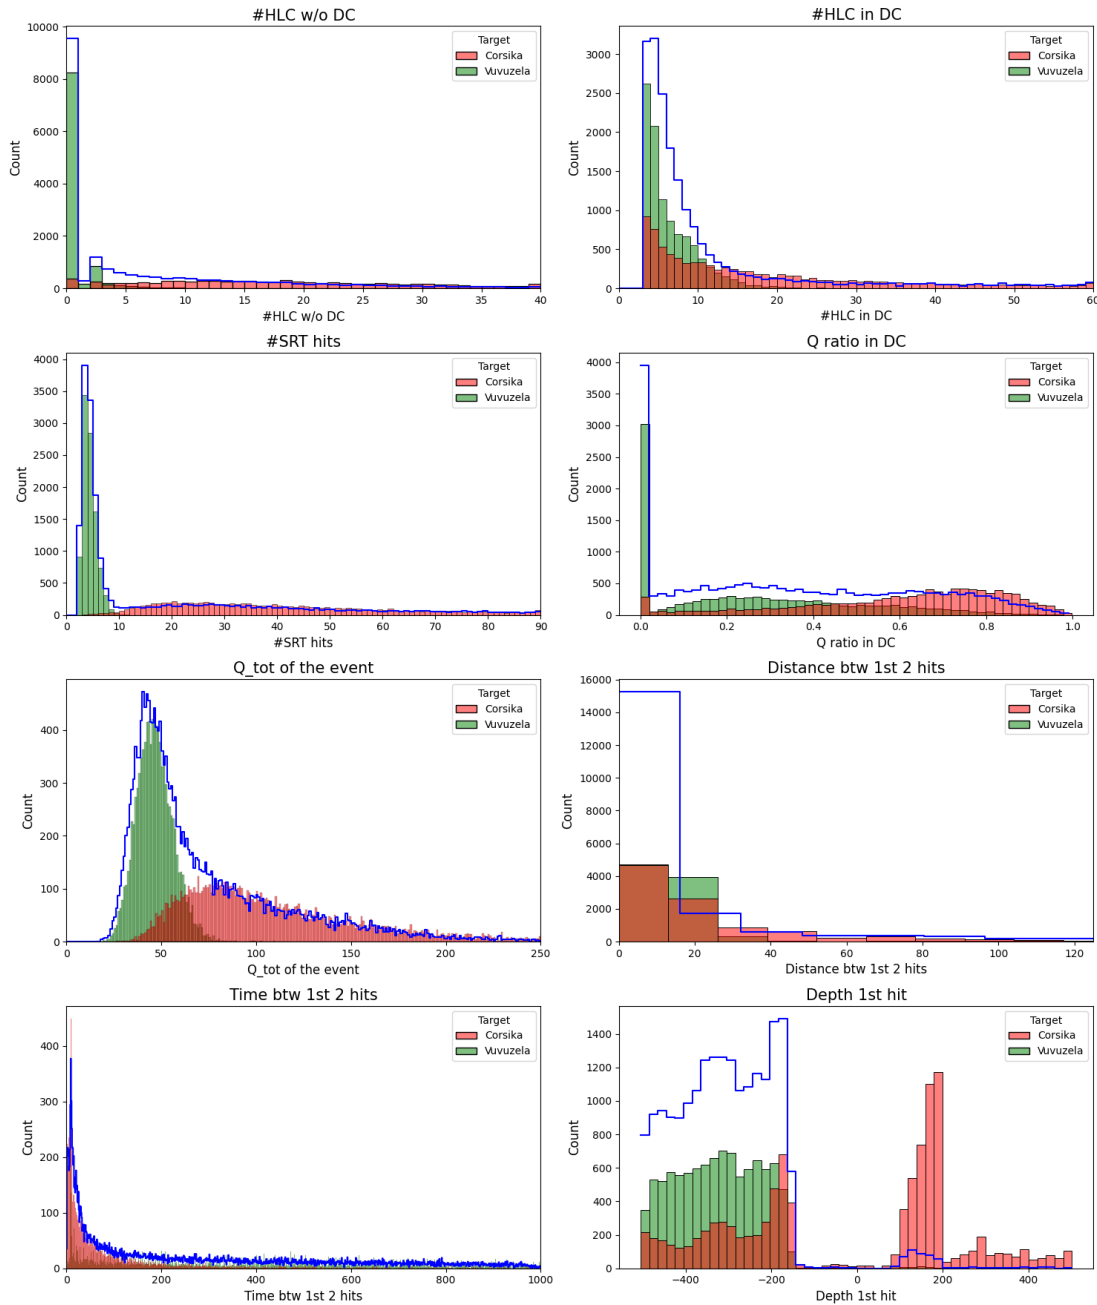 #HLC w/o DC
Count
10000
8000
6000
4000
2000
0
Target
Corsika
Vuvuzela
0 5 10 15 20 25 30 35 40
#HLC w/o DC
#HLC in DC
Count
3000
2500
2000
1500
1000
500
0
Target
Corsika
Vuvuzela
0 10 20 30 40 50 60
#HLC in DC
#SRT hits
Count
4000
3500
3000
2500
2000
1500
1000
500
0
Target
Corsika
Vuvuzela
0 10 20 30 40 50 60 70 80 90
#SRT hits
Q ratio in DC
Count
4000
3500
3000
2500
2000
1500
1000
500
0
Target
Corsika
Vuvuzela
0.0 0.2 0.4 0.6 0.8 1.0
Q ratio in DC
Q_tot of the event
Count
400
300
200
100
0
Target
Corsika
Vuvuzela
0 50 100 150 200 250
Q_tot of the event
Distance btw 1st 2 hits
Count
16000
14000
12000
10000
8000
6000
4000
2000
0
Target
Corsika
Vuvuzela
0 20 40 60 80 100 120
Distance btw 1st 2 hits
Time btw 1st 2 hits
Count
400
300
200
100
0
Target
Corsika
Vuvuzela
0 200 400 600 800 1000
Time btw 1st 2 hits
Depth 1st hit
Count
1400
1200
1000
800
600
400
200
0
Target
Corsika
Vuvuzela
−400 −200 0 200 400
Depth 1st hit